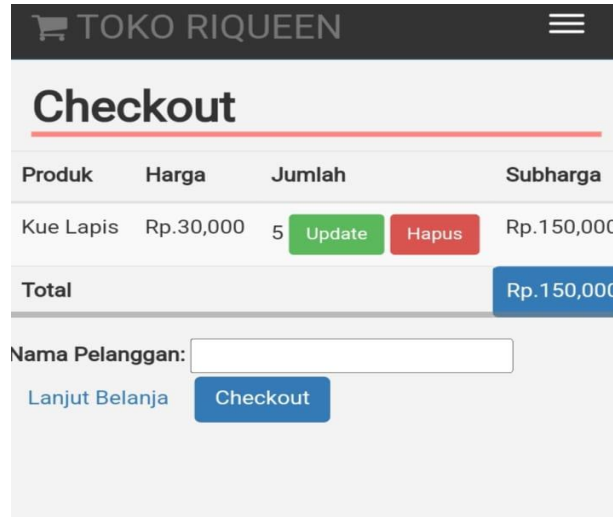 TOKO RIQUEEN
Checkout
Produk Harga Jumlah Subharga
Kue Lapis Rp.30,000 5 Update Hapus Rp.150,000
Total Rp.150,000
Nama Pelanggan:
Lanjut Belanja Checkout